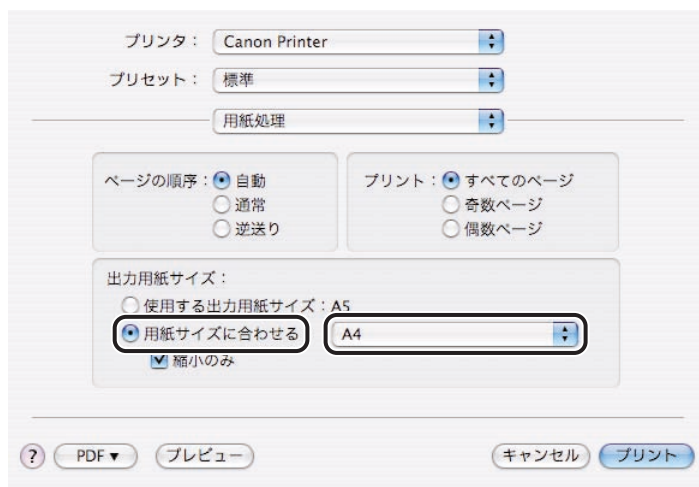 プリンタ： Canon Printer
プリセット： 標準
用紙処理
ページの順序： 自動 プリント： すべてのページ
通常 奇数ページ
逆送り 偶数ページ
出力用紙サイズ：
使用する出力用紙サイズ：A5
用紙サイズに合わせる A4
縮小のみ
? PDF▼ プレビュー キャンセル プリント